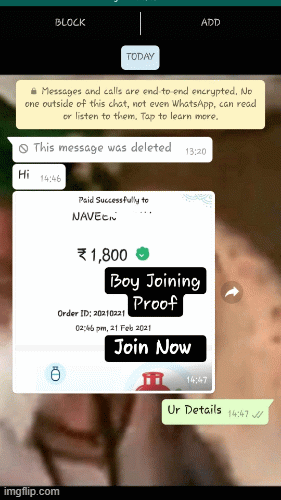 BLOCK
ADD
TODAY
Messages and calls are end-to-end encrypted. No
one outside of this chat, not even WhatsApp, can read
or listen to them. Tap to learn more.
This message was deleted 13:20
Hi 14:46
Paid Successfully to
₹1,800
Boy Joining
Proof
Order ID: 20210221
02:46 pm, 21 Feb 2021
Join Now
14:47
Ur Details 14:47
imgflip.com